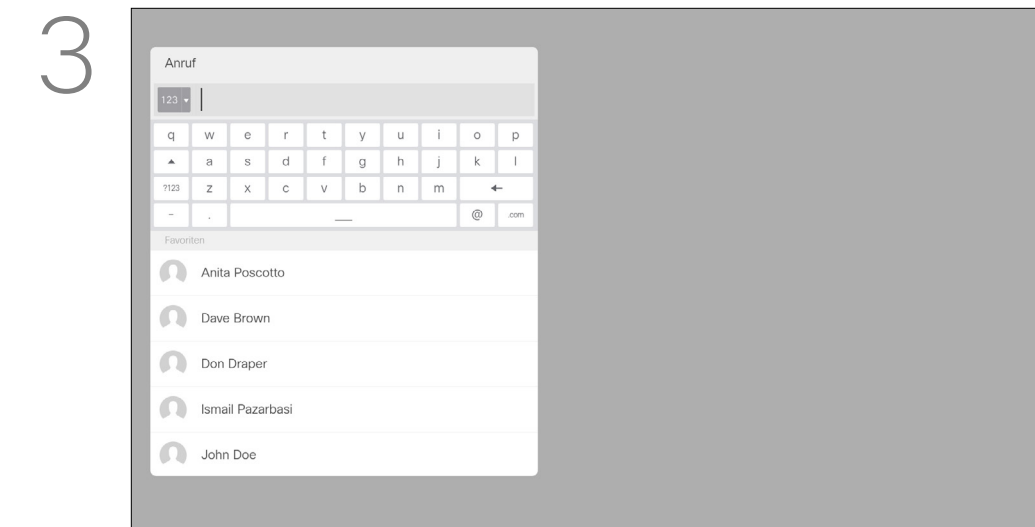 3
Anruf
123
q w e r t y u i o p
a s d f g h j k l
?123 z x c v b n m
- . @ .com
Favoriten
Anita Poscotto
Dave Brown
Don Draper
Ismail Pazarbasi
John Doe